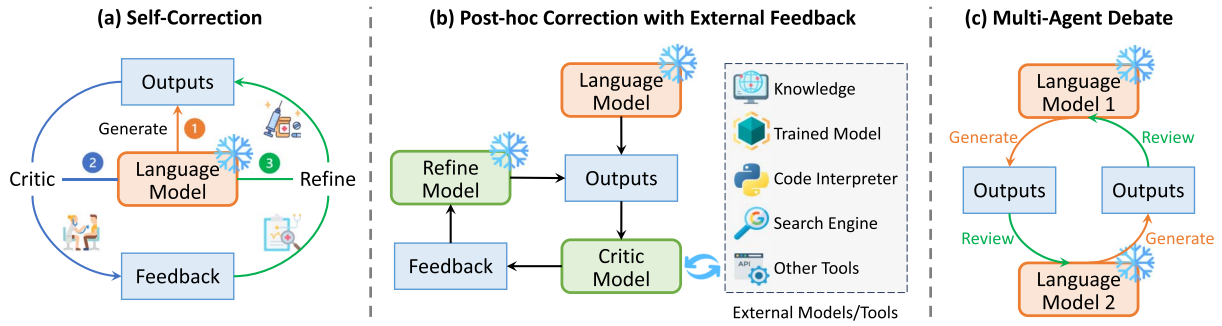 (a) Self-Correction
Outputs
Generate
1
2
Language
Model
3
Critic
Refine
Feedback
(b) Post-hoc Correction with External Feedback
Language
Model
Refine
Model
Outputs
Feedback
Critic
Model
Knowledge
Trained Model
Code Interpreter
Search Engine
API
Other Tools
External Models/Tools
(c) Multi-Agent Debate
Language
Model 1
Generate
Review
Outputs
Outputs
Review
Generate
Language
Model 2